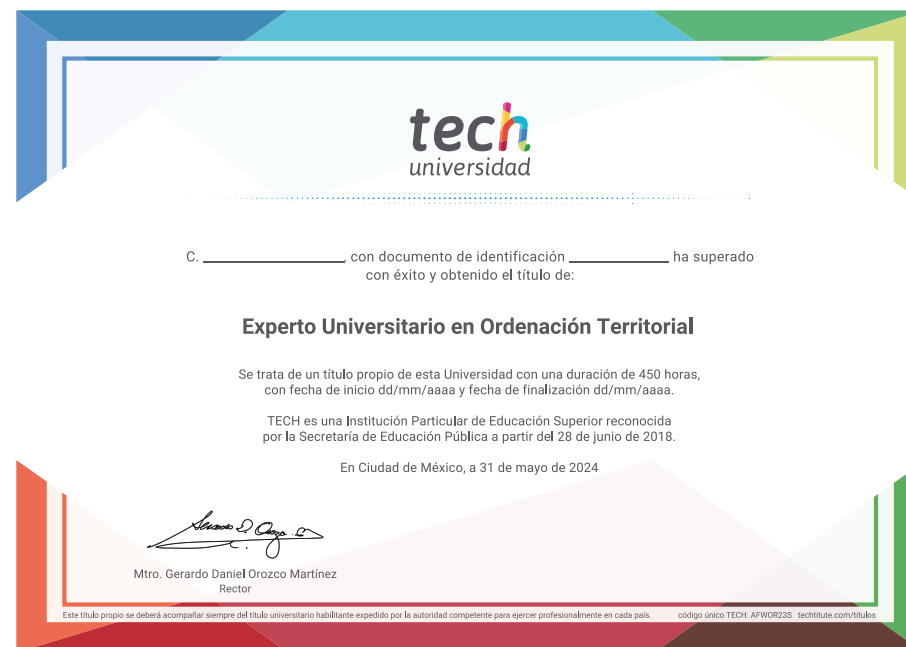 tech
universidad
C. ____________________, con documento de identificación ______________ ha superado
con éxito y obtenido el título de:
Experto Universitario en Ordenación Territorial
Se trata de un título propio de esta Universidad con una duración de 450 horas,
con fecha de inicio dd/mm/aaaa y fecha de finalización dd/mm/aaaa.
TECH es una Institución Particular de Educación Superior reconocida
por la Secretaría de Educación Pública a partir del 28 de junio de 2018.
En Ciudad de México, a 31 de mayo de 2024
Mtro. Gerardo Daniel Orozco Martínez
Rector
Este título propio se deberá acompañar siempre del título universitario habilitante expedido por la autoridad competente para ejercer profesionalmente en cada país. código único TECH: AFWOR23S techtitute.com/titulos